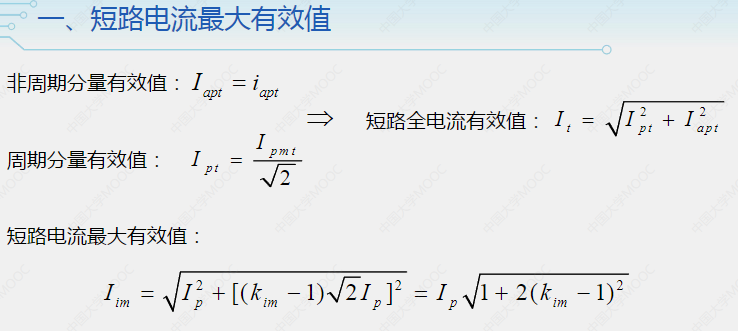 一、短路电流最大有效值
非周期分量有效值：I_{apt} = i_{apt}
⇒ 短路全电流有效值：I_t = \sqrt{I_{pt}^2 + I_{apt}^2}
周期分量有效值： I_{pt} = \frac{I_{pmt}}{\sqrt{2}}
短路电流最大有效值：
I_{im} = \sqrt{I_p^2 + [(k_{im} - 1)\sqrt{2}I_p]^2} = I_p\sqrt{1 + 2(k_{im} - 1)^2}